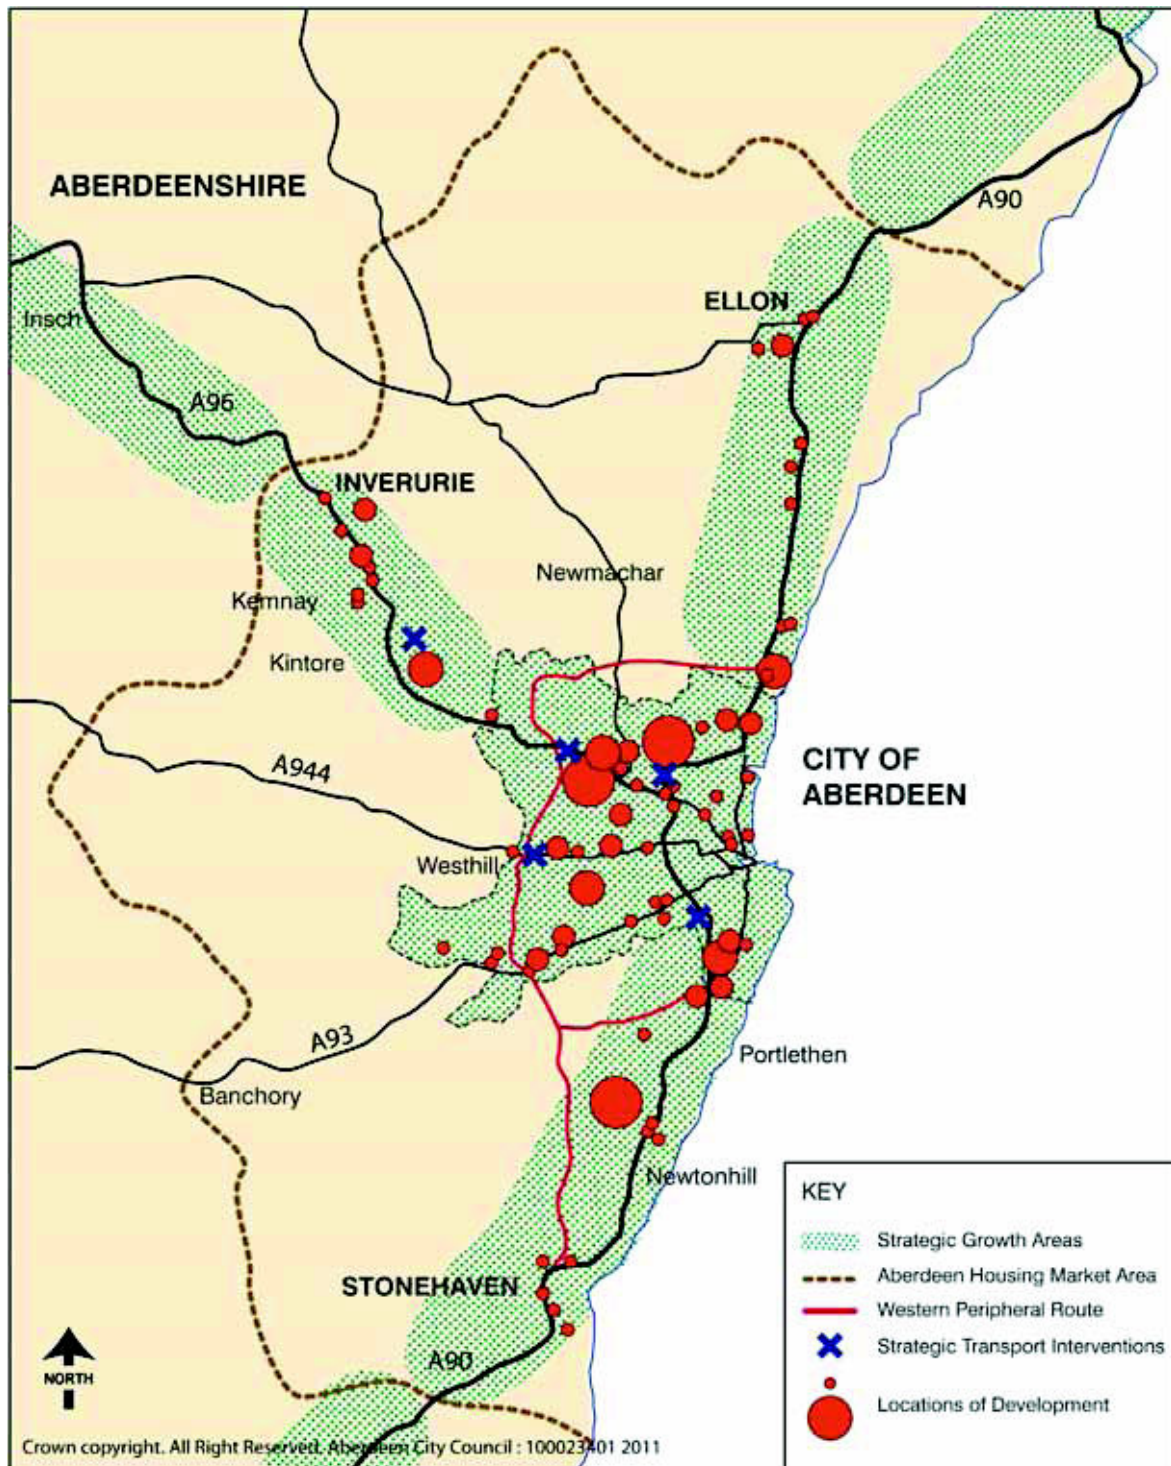 ABERDEENSHIRE
A90
ELLON
Insch
A96
INVERURIE
Newmachar
Kemnay
Kintore
A944
CITY OF
ABERDEEN
Westhill
A93
Portlethen
Banchory
Newtonhill
STONEHAVEN
A90
NORTH
KEY
Strategic Growth Areas
Aberdeen Housing Market Area
Western Peripheral Route
Strategic Transport Interventions
Locations of Development
Crown copyright. All Right Reserved. Aberdeen City Council : 100023401 2011